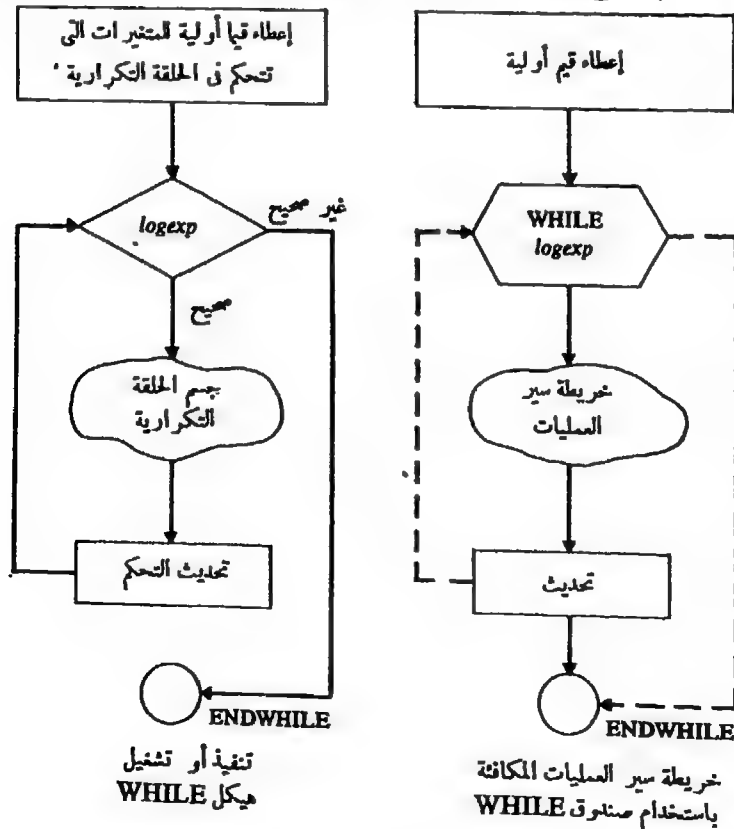 إعطاء قيما أولية للمتغيرات التى
تتحكم فى الحلقة التكرارية
logexp
غير صحيح
صحيح
جسم الحلقة
التكرارية
تحديث التحكم
ENDWHILE
تنفيذ أو تشغيل
هيكل WHILE
إعطاء قيم أولية
WHILE
logexp
خريطة سير
العمليات
تحديث
ENDWHILE
خريطة سير العمليات المكافئة
باستخدام صندوق WHILE